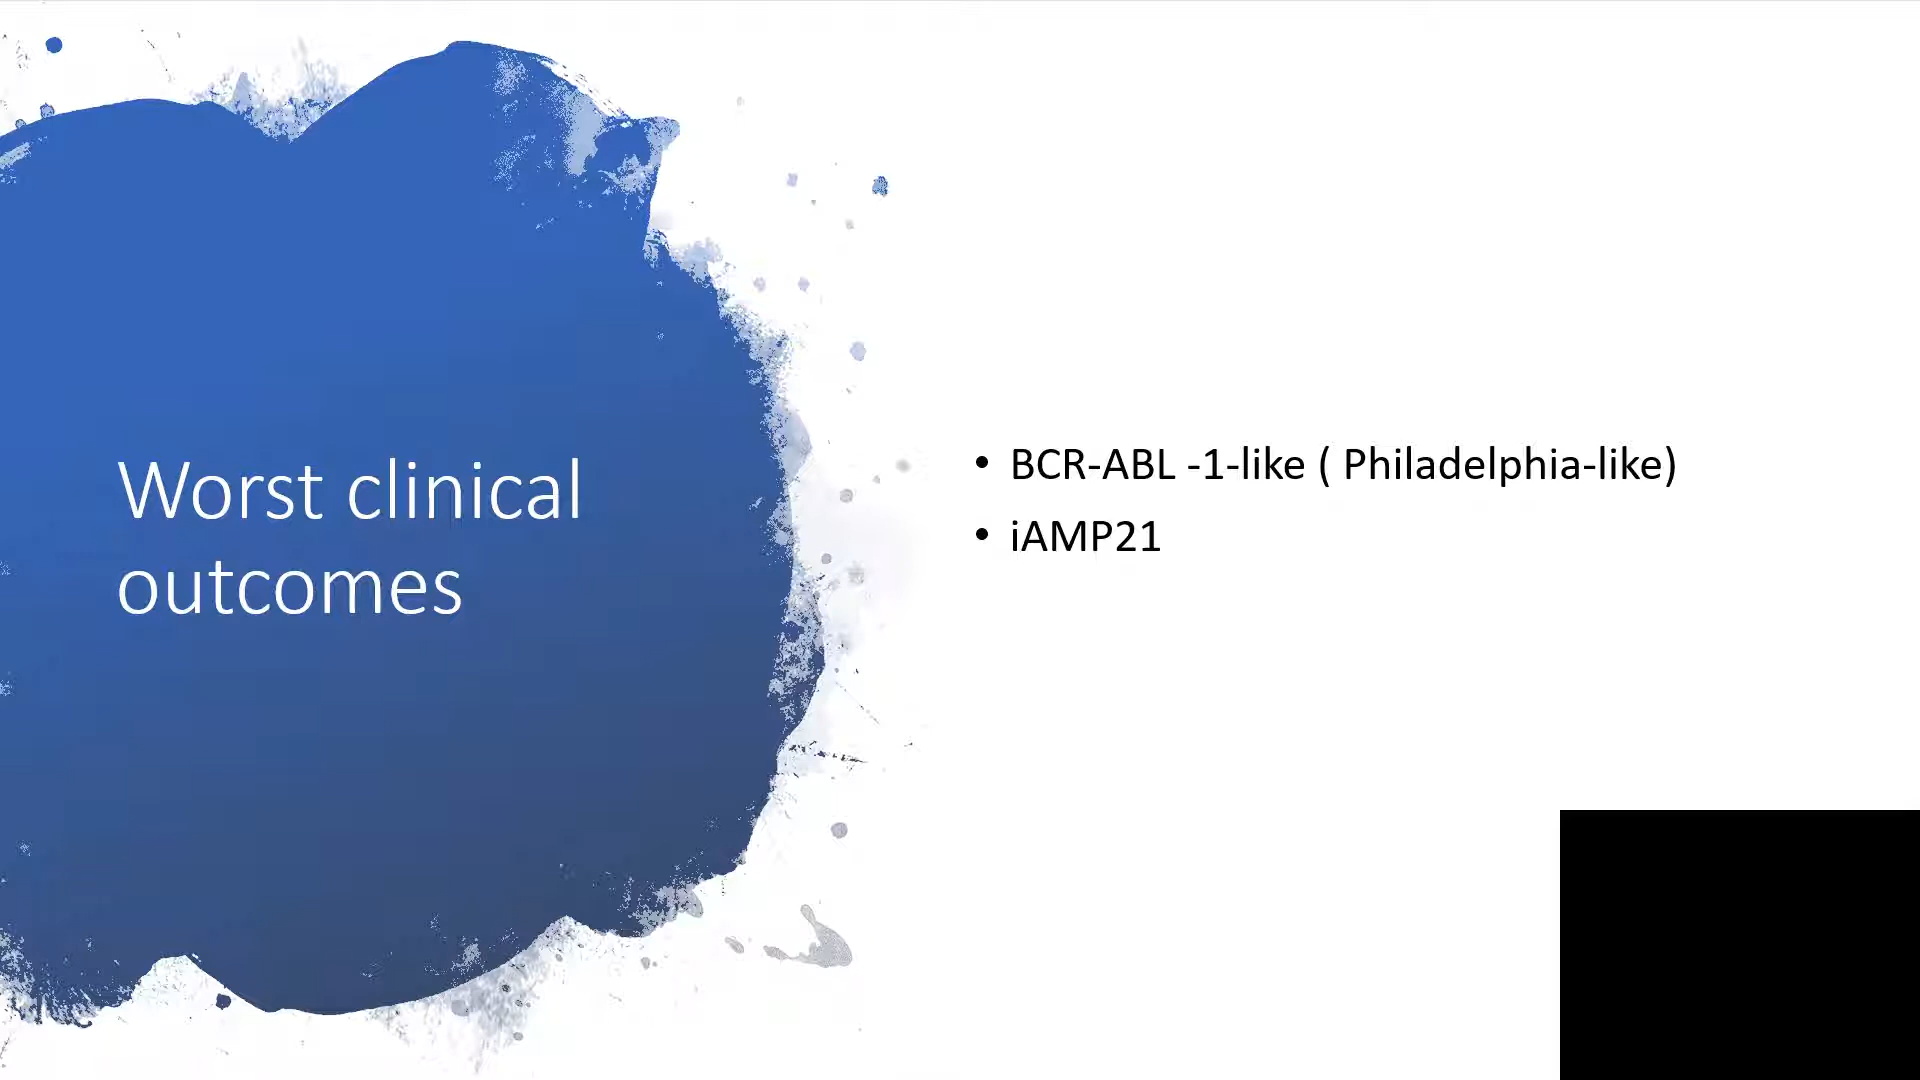 Worst clinical
outcomes
• BCR-ABL -1-like ( Philadelphia-like)
• iAMP21